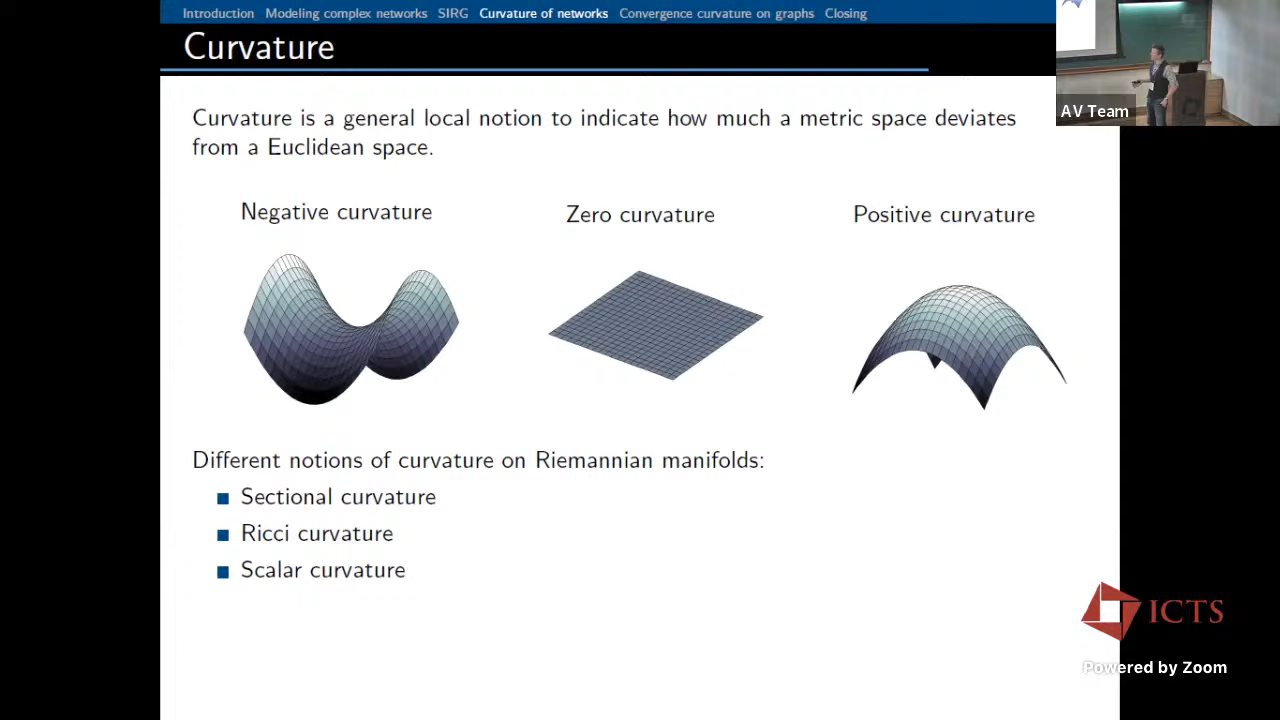 Introduction Modeling complex networks SIRG Curvature of networks Convergence curvature on graphs Closing
Curvature
AV Team
Curvature is a general local notion to indicate how much a metric space deviates
from a Euclidean space.
Negative curvature Zero curvature Positive curvature
Different notions of curvature on Riemannian manifolds:
Sectional curvature
Ricci curvature
Scalar curvature
ICTS
Powered by Zoom